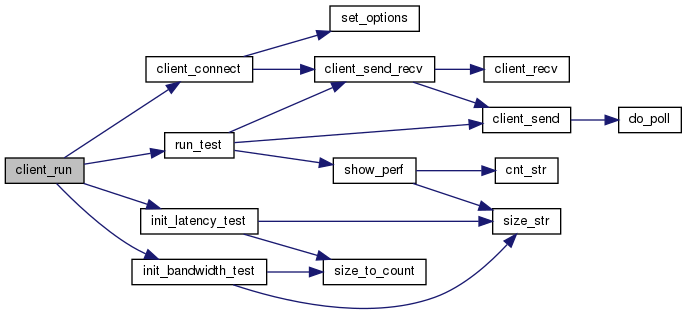 set_options
client_connect
client_send_recv
client_recv
client_send
do_poll
run_test
client_run
show_perf
cnt_str
init_latency_test
size_str
init_bandwidth_test
size_to_count